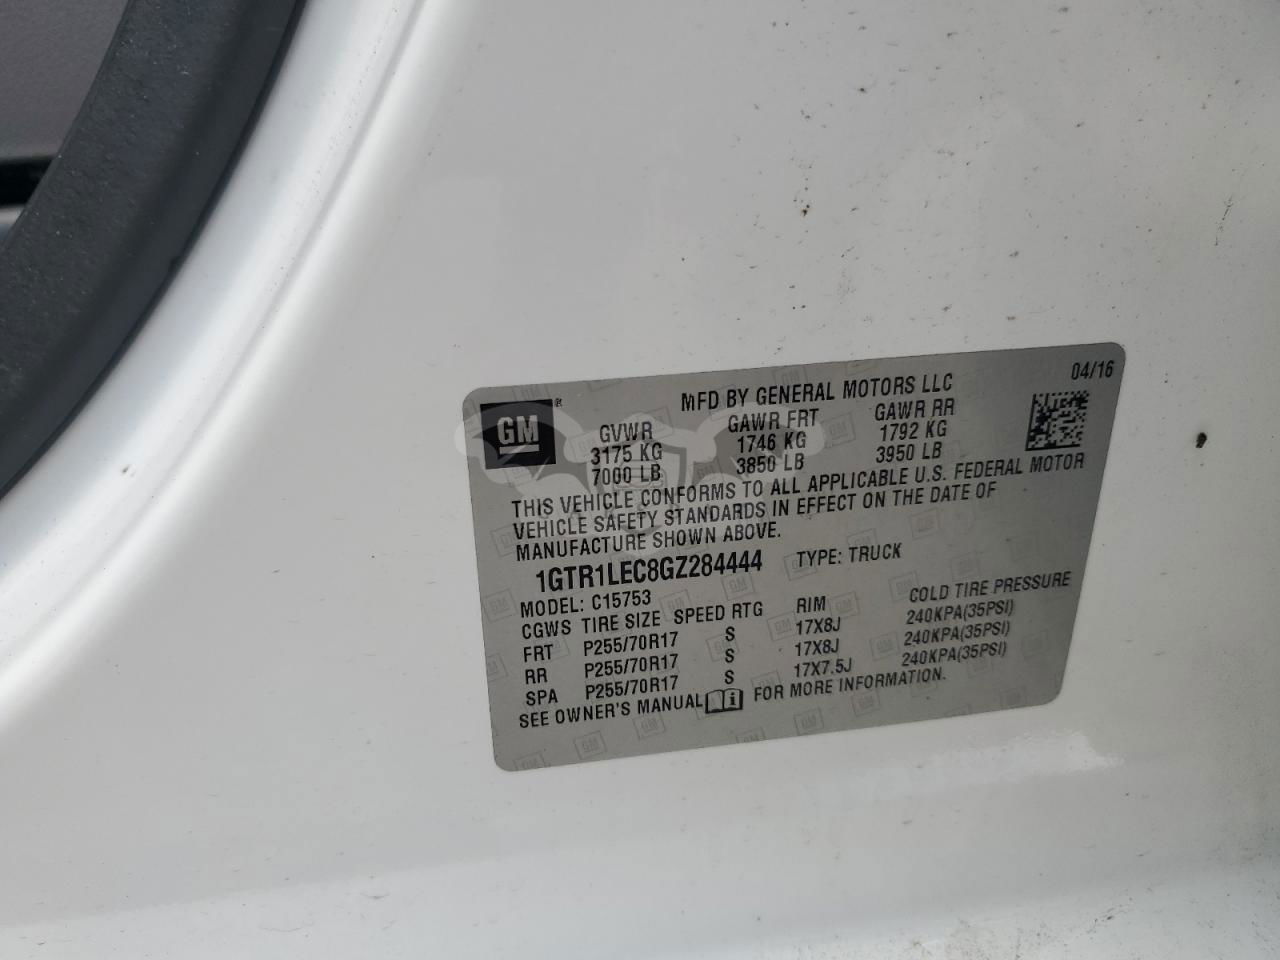 04/16
MFD BY GENERAL MOTORS LLC
GM®
GVWR GAWR FRT GAWR RR
3175 KG 1746 KG 1792 KG
7000 LB 3850 LB 3950 LB
THIS VEHICLE CONFORMS TO ALL APPLICABLE U.S. FEDERAL MOTOR
VEHICLE SAFETY STANDARDS IN EFFECT ON THE DATE OF
MANUFACTURE SHOWN ABOVE.
1GTR1LEC8GZ284444 TYPE: TRUCK
MODEL: C15753
CGWS TIRE SIZE SPEED RTG RIM COLD TIRE PRESSURE
FRT P255/70R17 S 17X8J 240KPA(35PSI)
RR P255/70R17 S 17X8J 240KPA(35PSI)
SPA P255/70R17 S 17X7.5J 240KPA(35PSI)
SEE OWNER'S MANUAL FOR MORE INFORMATION.